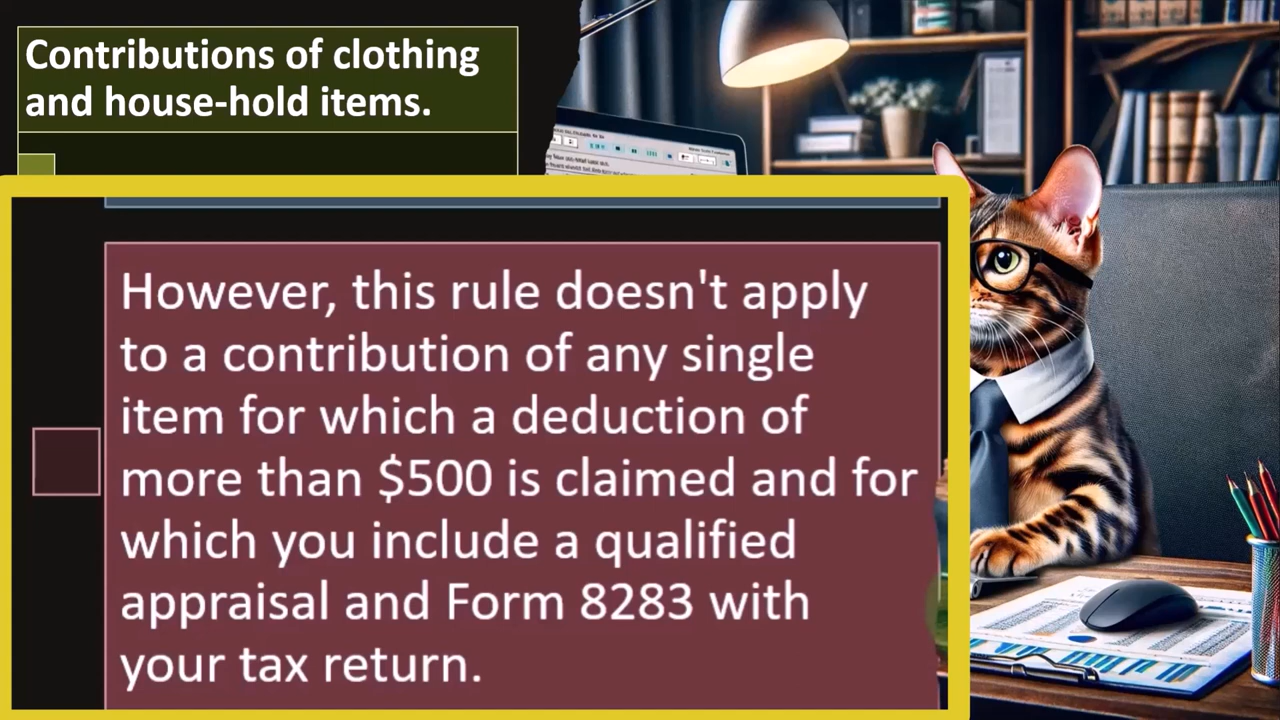 Contributions of clothing
and house-hold items.
However, this rule doesn't apply
to a contribution of any single
item for which a deduction of
more than $500 is claimed and for
which you include a qualified
appraisal and Form 8283 with
your tax return.